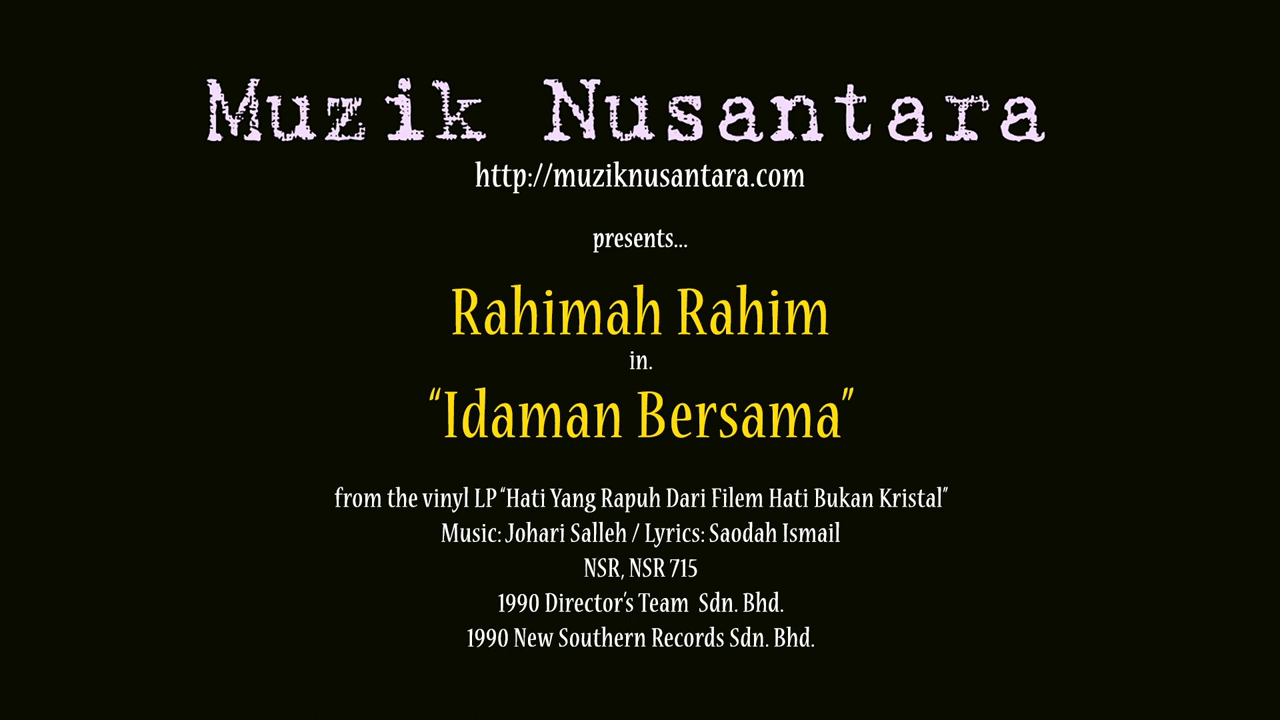 Muzik Nusantara
http://muziknusantara.com
presents...
Rahimah Rahim
in.
“Idaman Bersama”
from the vinyl LP “Hati Yang Rapuh Dari Filem Hati Bukan Kristal”
Music: Johari Salleh / Lyrics: Saodah Ismail
NSR, NSR 715
1990 Director’s Team Sdn. Bhd.
1990 New Southern Records Sdn. Bhd.